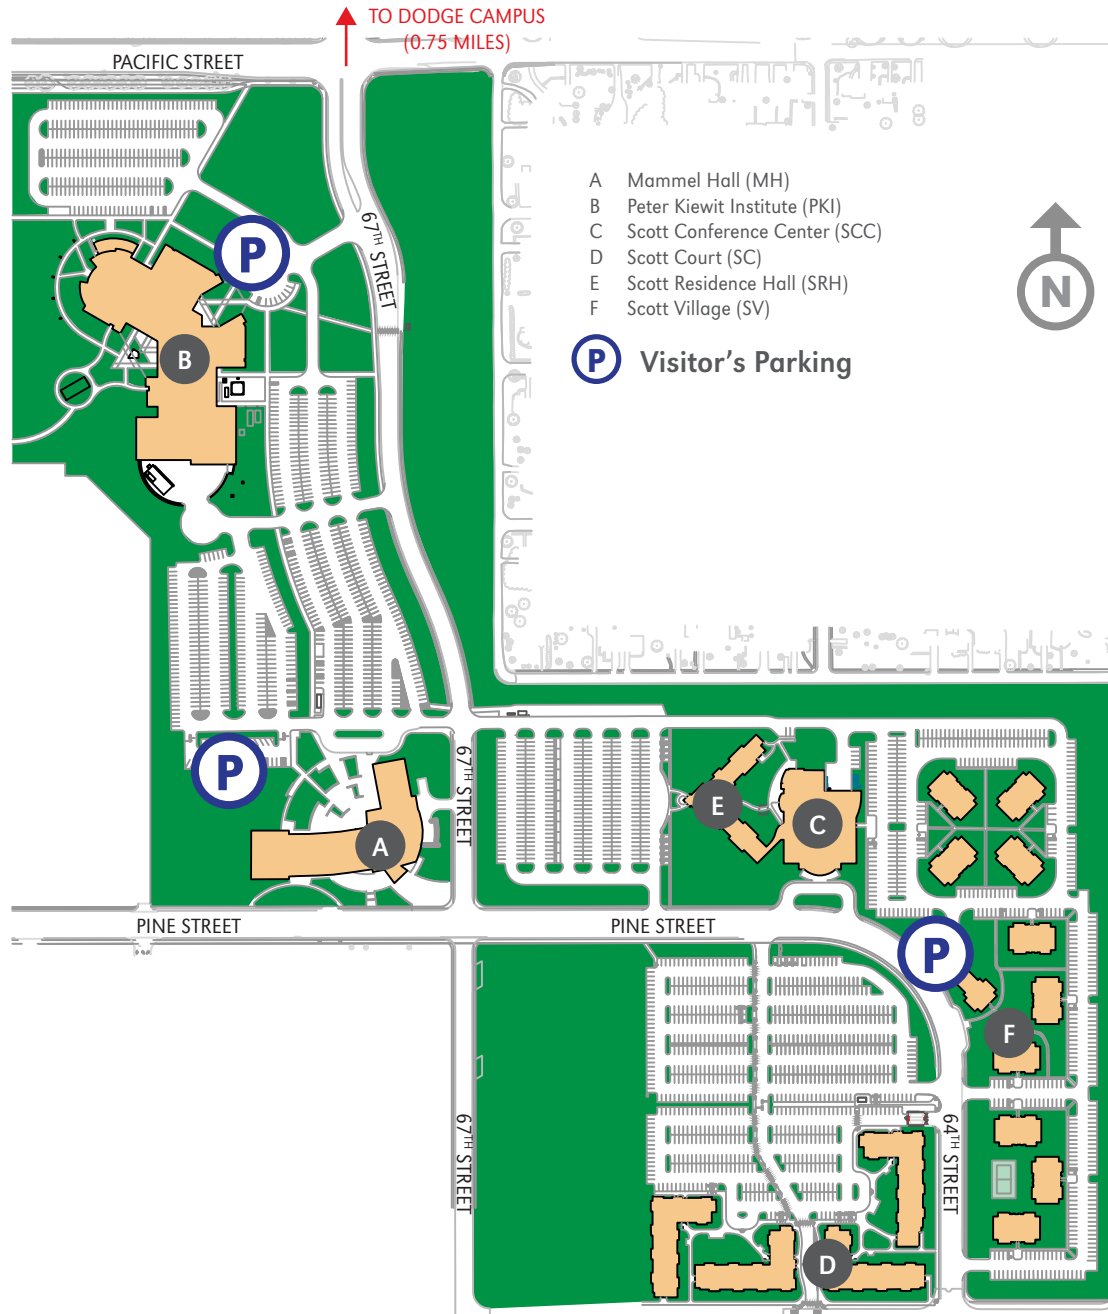 TO DODGE CAMPUS
(0.75 MILES)
PACIFIC STREET
67TH STREET
A Mammel Hall (MH)
B Peter Kiewit Institute (PKI)
C Scott Conference Center (SCC)
D Scott Court (SC)
E Scott Residence Hall (SRH)
F Scott Village (SV)
P Visitor's Parking
N
P
B
P
67TH STREET
A
E
C
PINE STREET
PINE STREET
P
F
67TH STREET
64TH STREET
D